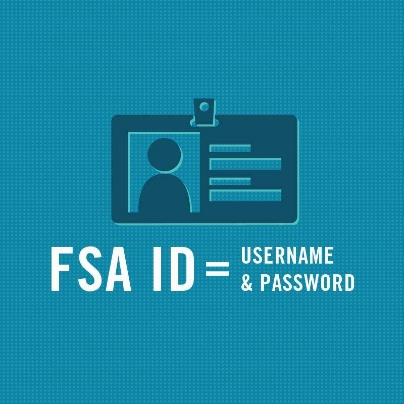 FSA ID =
USERNAME
& PASSWORD